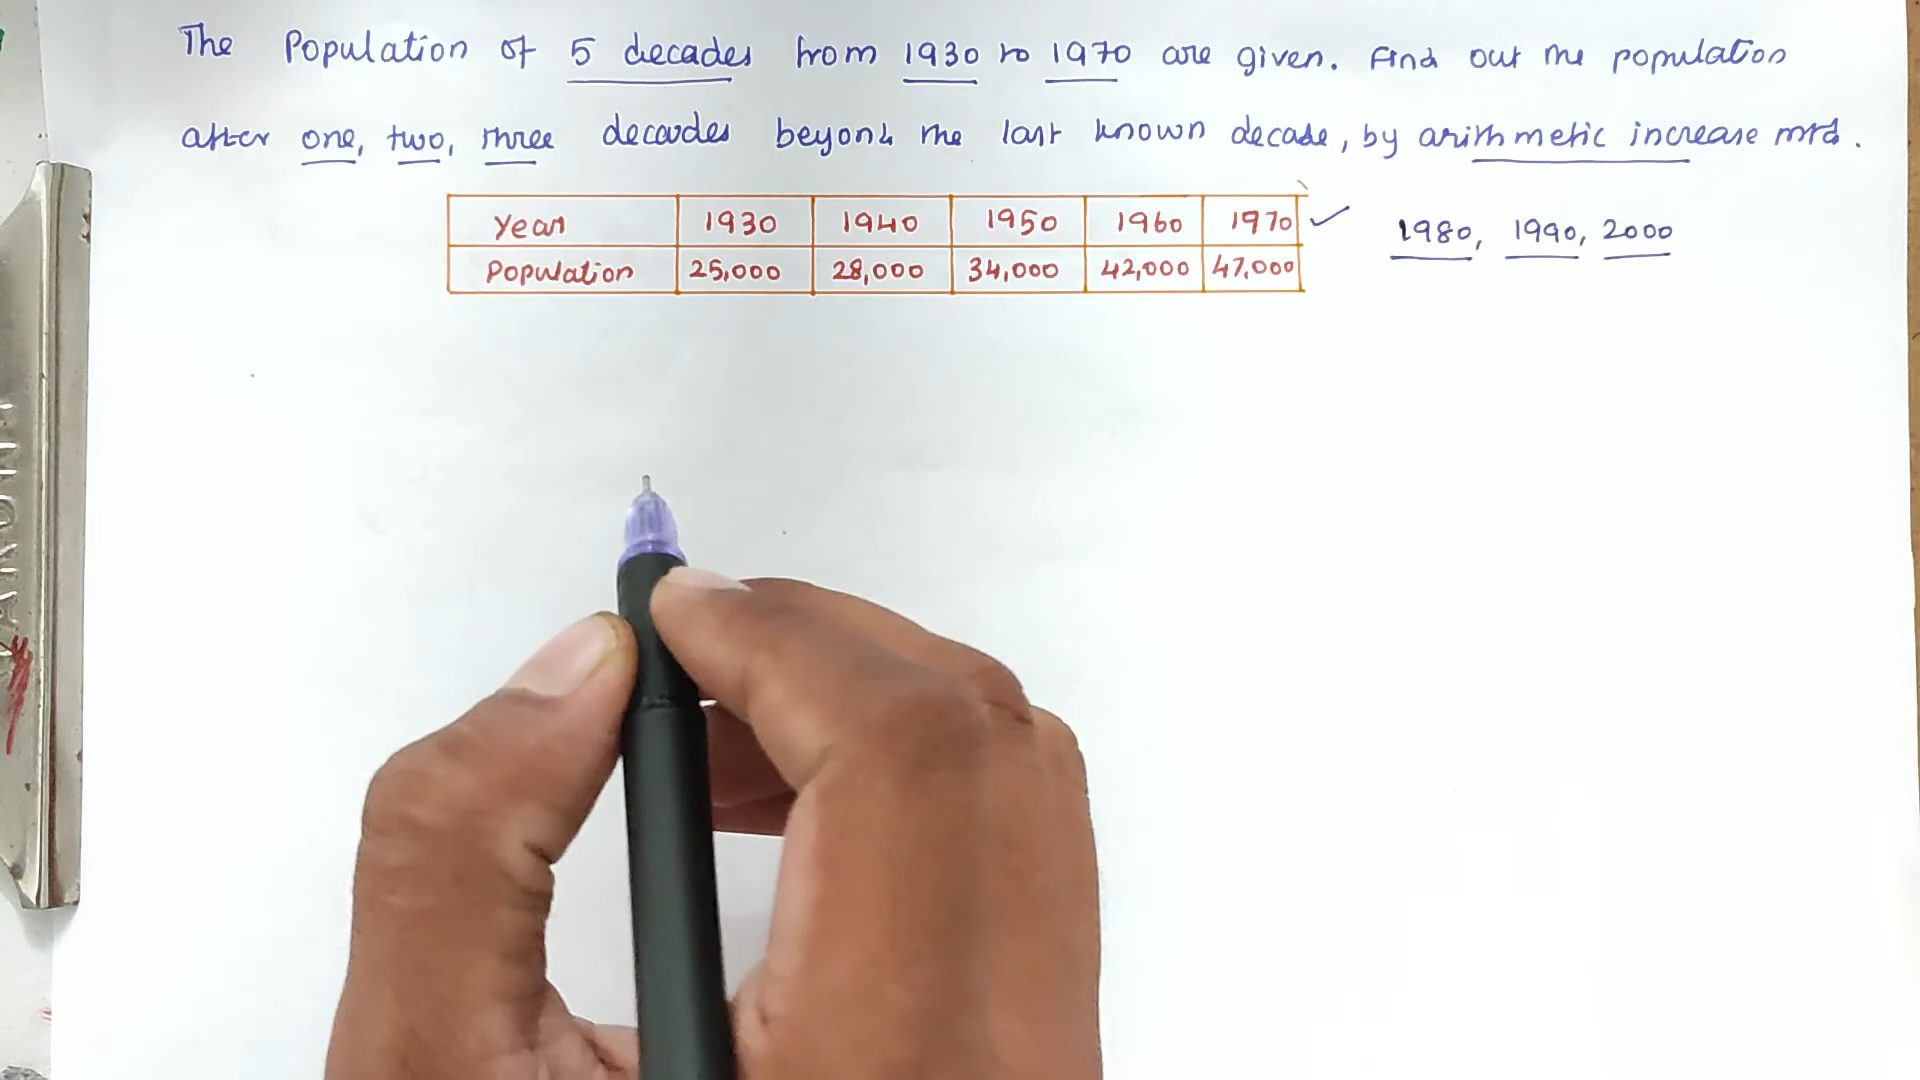 The Population of 5 decades from 1930 to 1970 are given. Find out the population
after one, two, three decades beyond the last known decade, by arithmetic increase mtd.
Year 1930 1940 1950 1960 1970 ✓ 1980, 1990, 2000
Population 25,000 28,000 34,000 42,000 47,000